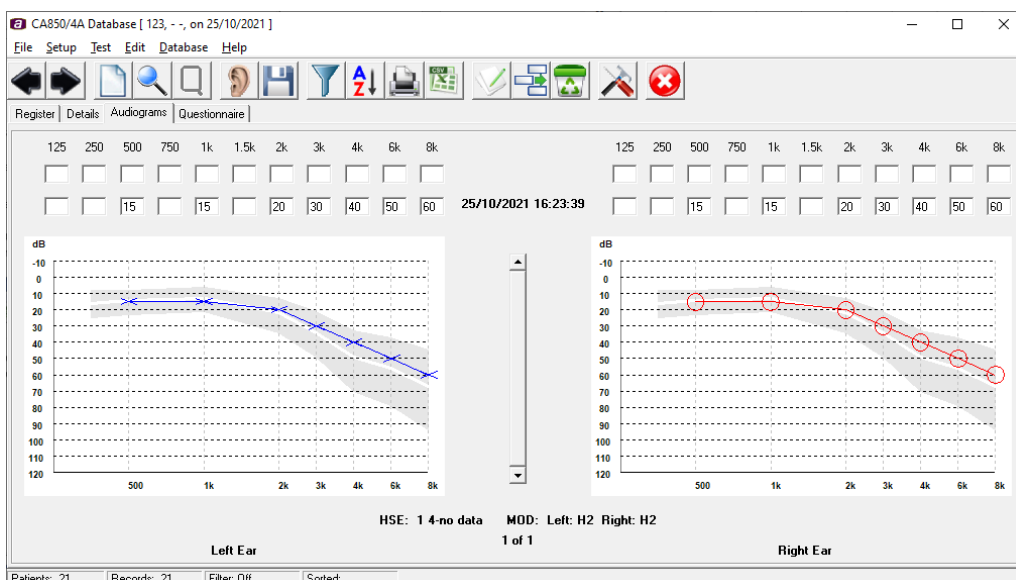 CA850/4A Database [ 123, - -, on 25/10/2021 ]
File Setup Test Edit Database Help
A
Z
CSV
Register Details Audiograms Questionnaire
125 250 500 750 1k 1.5k 2k 3k 4k 6k 8k 125 250 500 750 1k 1.5k 2k 3k 4k 6k 8k
15 15 20 30 40 50 60 25/10/2021 16:23:39 15 15 20 30 40 50 60
dB dB
-10 -10
0 0
10 10
20 20
30 30
40 40
50 50
60 60
70 70
80 80
90 90
100 100
110 110
120 120
500 1k 2k 3k 4k 6k 8k 500 1k 2k 3k 4k 6k 8k
HSE: 1 4-no data MOD: Left: H2 Right: H2
1 of 1
Left Ear Right Ear
Patients: 21 Records: 21 Filter: Off Sorted: